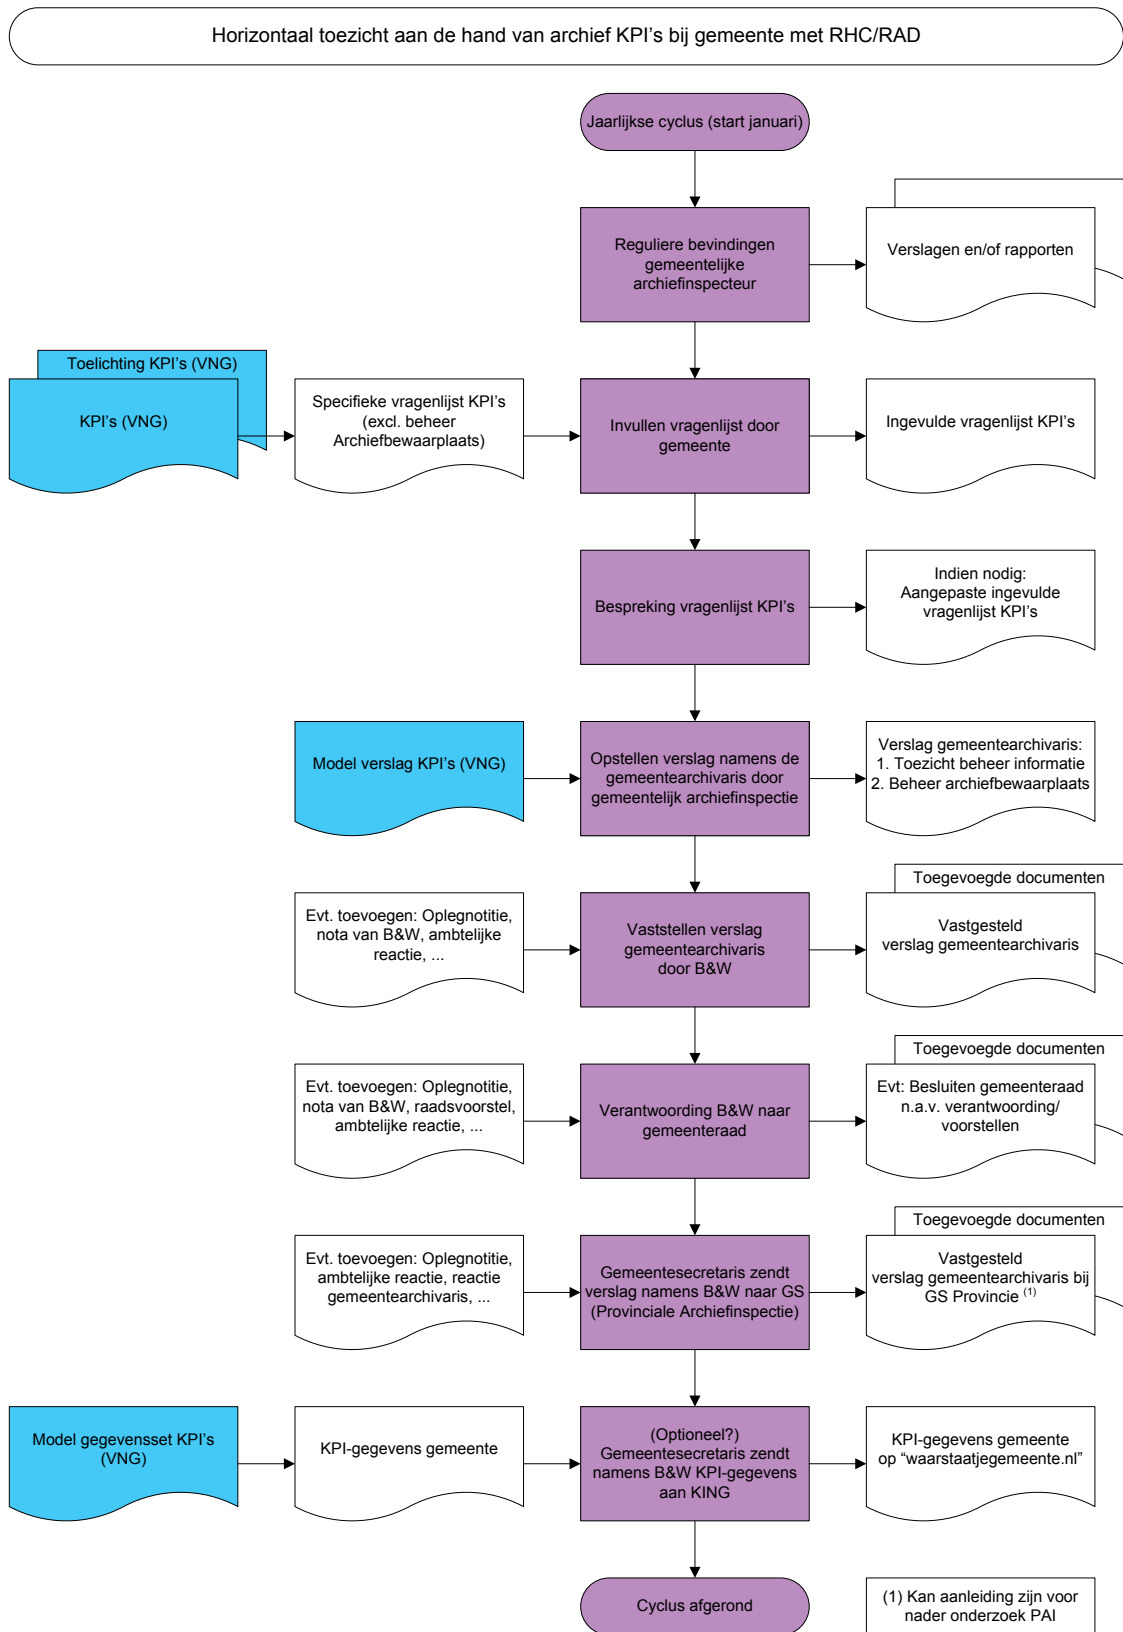 Horizontaal toezicht aan de hand van archief KPI's bij gemeente met RHC/RAD
Jaarlijkse cyclus (start januari)
Reguliere bevindingen
gemeentelijke
archiefinspecteur
Verslagen en/of rapporten
Toelichting KPI's (VNG)
KPI's (VNG)
Specifieke vragenlijst KPI's
(excl. beheer
Archiefbewaarplaats)
Invullen vragenlijst door
gemeente
Ingevulde vragenlijst KPI's
Bespreking vragenlijst KPI's
Indien nodig:
Aangepaste ingevulde
vragenlijst KPI's
Model verslag KPI's (VNG)
Opstellen verslag namens de
gemeentearchivaris door
gemeentelijk archiefinspectie
Verslag gemeentearchivaris:
1. Toezicht beheer informatie
2. Beheer archiefbewaarplaats
Evt. toevoegen: Oplegnotitie,
nota van B&W, ambtelijke
reactie, ...
Vaststellen verslag
gemeentearchivaris
door B&W
Toegevoegde documenten
Vastgesteld
verslag gemeentearchivaris
Evt. toevoegen: Oplegnotitie,
nota van B&W, raadsvoorstel,
ambtelijke reactie, ...
Verantwoording B&W naar
gemeenteraad
Toegevoegde documenten
Evt: Besluiten gemeenteraad
n.a.v. verantwoording/
voorstellen
Evt. toevoegen: Oplegnotitie,
ambtelijke reactie, reactie
gemeentearchivaris, ...
Gemeentesecretaris zendt
verslag namens B&W naar GS
(Provinciale Archiefinspectie)
Toegevoegde documenten
Vastgesteld
verslag gemeentearchivaris bij
GS Provincie (1)
Model gegevensset KPI's
(VNG)
KPI-gegevens gemeente
(Optioneel?)
Gemeentesecretaris zendt
namens B&W KPI-gegevens
aan KING
KPI-gegevens gemeente
op “waarstaatjegemeente.nl”
Cyclus afgerond
(1) Kan aanleiding zijn voor
nader onderzoek PAI